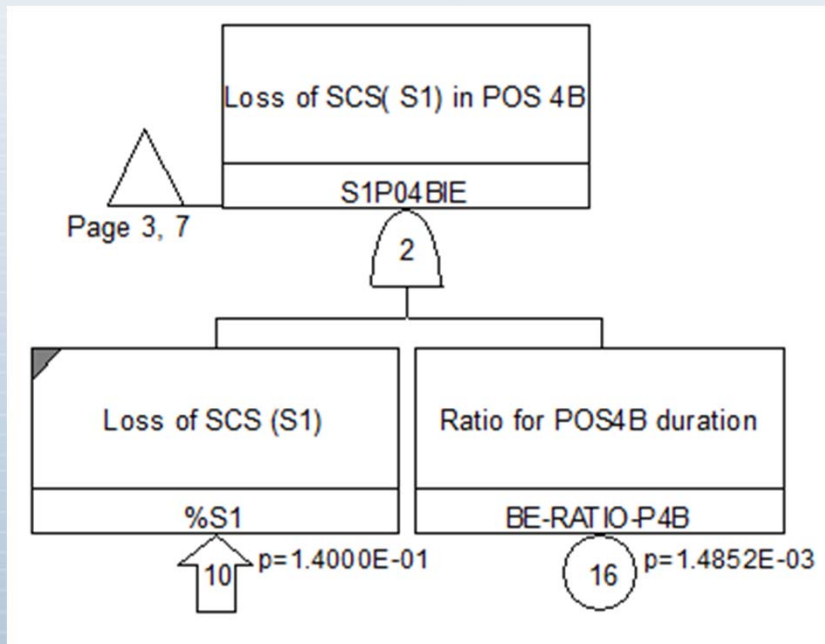 Loss of SCS( S1) in POS 4B
S1P04BIE
Page 3, 7
2
Loss of SCS (S1)
Ratio for POS4B duration
%S1
BE-RATIO-P4B
10
p=1.4000E-01
16
p=1.4852E-03